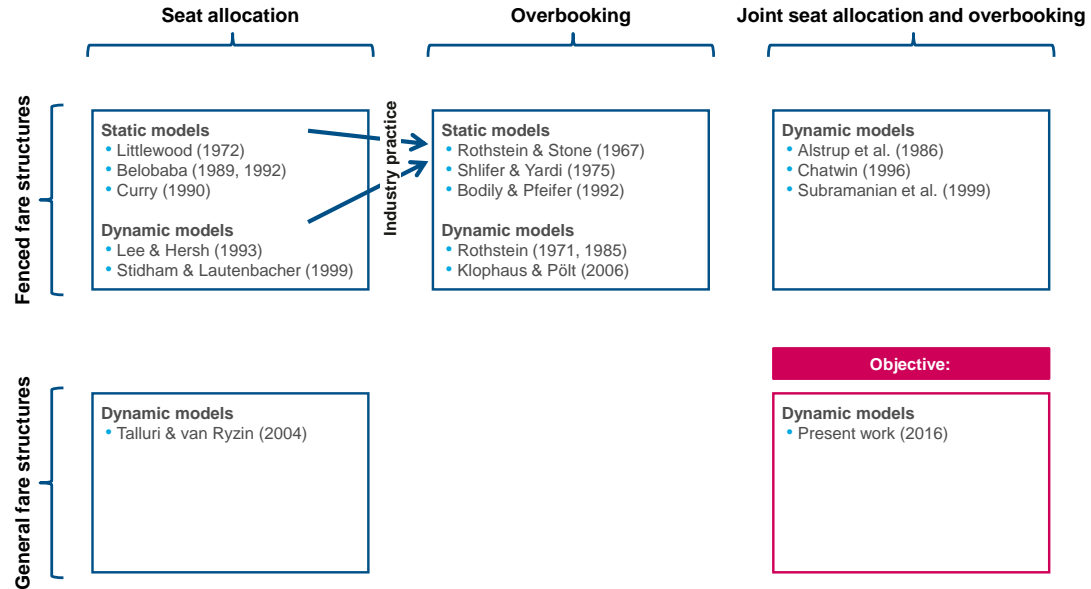 Seat allocation
Overbooking
Joint seat allocation and overbooking
Fenced fare structures
Static models
• Littlewood (1972)
• Belobaba (1989, 1992)
• Curry (1990)
Dynamic models
• Lee & Hersh (1993)
• Stidham & Lautenbacher (1999)
Industry practice
Static models
• Rothstein & Stone (1967)
• Shlifer & Yardi (1975)
• Bodily & Pfeifer (1992)
Dynamic models
• Rothstein (1971, 1985)
• Klophaus & Pölt (2006)
Dynamic models
• Alstrup et al. (1986)
• Chatwin (1996)
• Subramanian et al. (1999)
General fare structures
Dynamic models
• Talluri & van Ryzin (2004)
Objective:
Dynamic models
• Present work (2016)